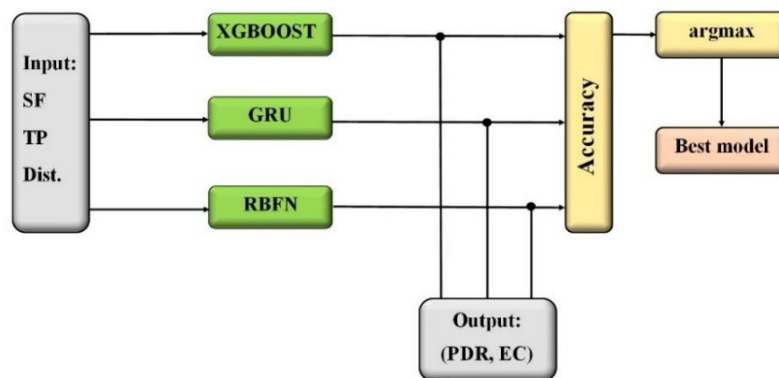 Input:
SF
TP
Dist.
XGBOOST
GRU
RBFN
Accuracy
argmax
Best model
Output:
(PDR, EC)